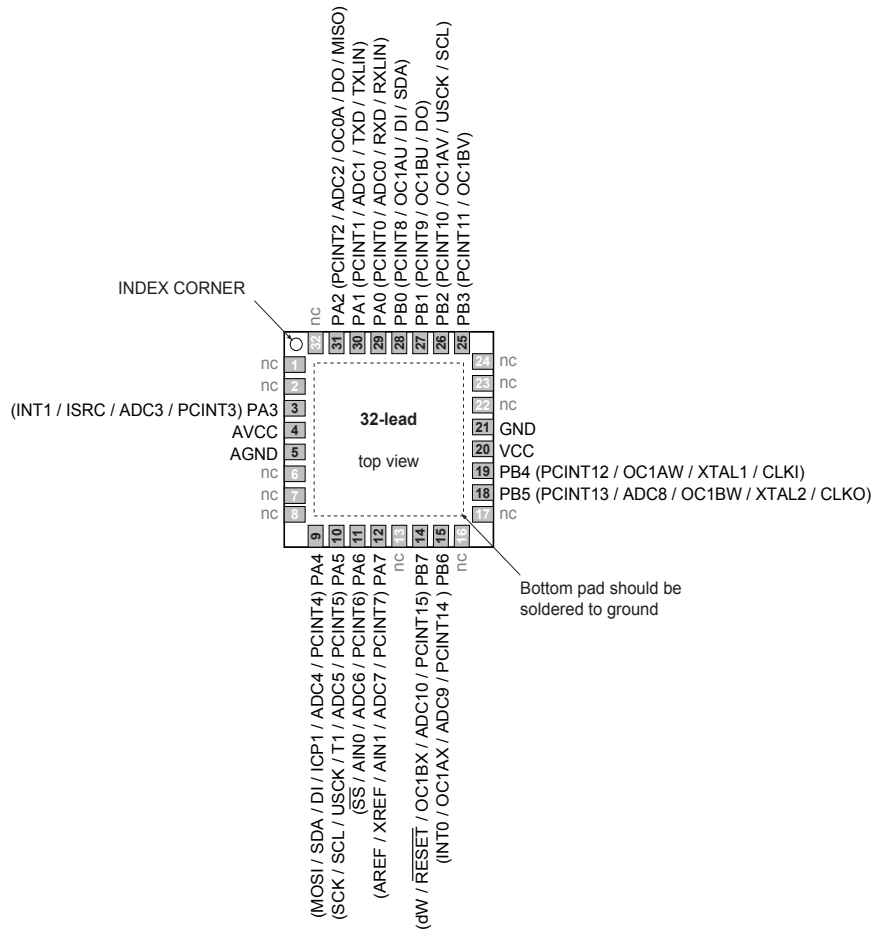 PA2 (PCINT2 / ADC2 / OC0A / DO / MISO)
PA1 (PCINT1 / ADC1 / TXD / TXLIN)
PA0 (PCINT0 / ADC0 / RXD / RXLIN)
PB0 (PCINT8 / OC1AU / DI / SDA)
PB1 (PCINT9 / OC1BU / DO)
PB2 (PCINT10 / OC1AV / USCK / SCL)
PB3 (PCINT11 / OC1BV)
INDEX CORNER
nc
32
31
30
29
28
27
26
25
nc 1
nc 2
(INT1 / ISRC / ADC3 / PCINT3) PA3 3
AVCC 4
AGND 5
nc 6
nc 7
nc 8
32-lead
top view
24 nc
23 nc
22 nc
21 GND
20 VCC
19 PB4 (PCINT12 / OC1AW / XTAL1 / CLKI)
18 PB5 (PCINT13 / ADC8 / OC1BW / XTAL2 / CLKO)
17 nc
9
10
11
12
13
14
15
16
(MOSI / SDA / DI / ICP1 / ADC4 / PCINT4) PA4
(SCK / SCL / USCK / T1 / ADC5 / PCINT5) PA5
(SS / AIN0 / ADC6 / PCINT6) PA6
(AREF / XREF / AIN1 / ADC7 / PCINT7) PA7
nc
(dW / RESET / OC1BX / ADC10 / PCINT15) PB7
(INT0 / OC1AX / ADC9 / PCINT14 ) PB6
nc
Bottom pad should be
soldered to ground